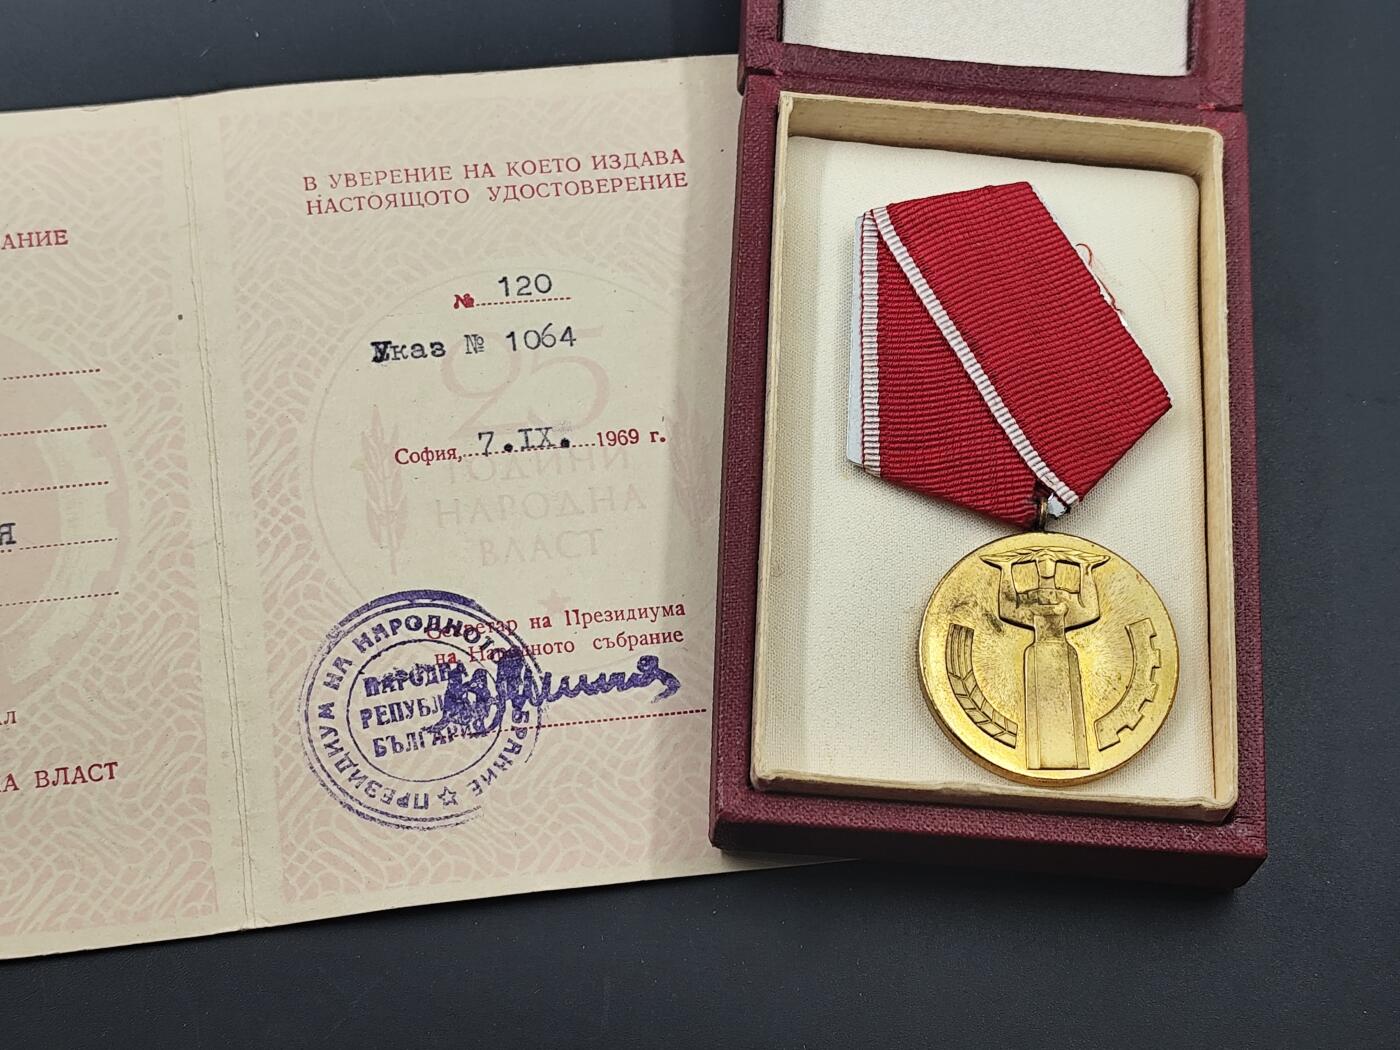 АНИЕ
Я
АЛ
А ВЛАСТ
В УВЕРЕНИЕ НА КОЕТО ИЗДАВА
НАСТОЯЩОТО УДОСТОВЕРЕНИЕ
№ 120
Указ № 1064
София, 7.IX. 1969 г.
25
ГОДИНИ
НАРОДНА
ВЛАСТ
Секретар на Президиума
на Народното събрание
ПРЕЗИДИУМ НА НАРОДНОТО СЪБРАНИЕ
НАРОДНА
РЕПУБЛИКА
БЪЛГАРИЯ